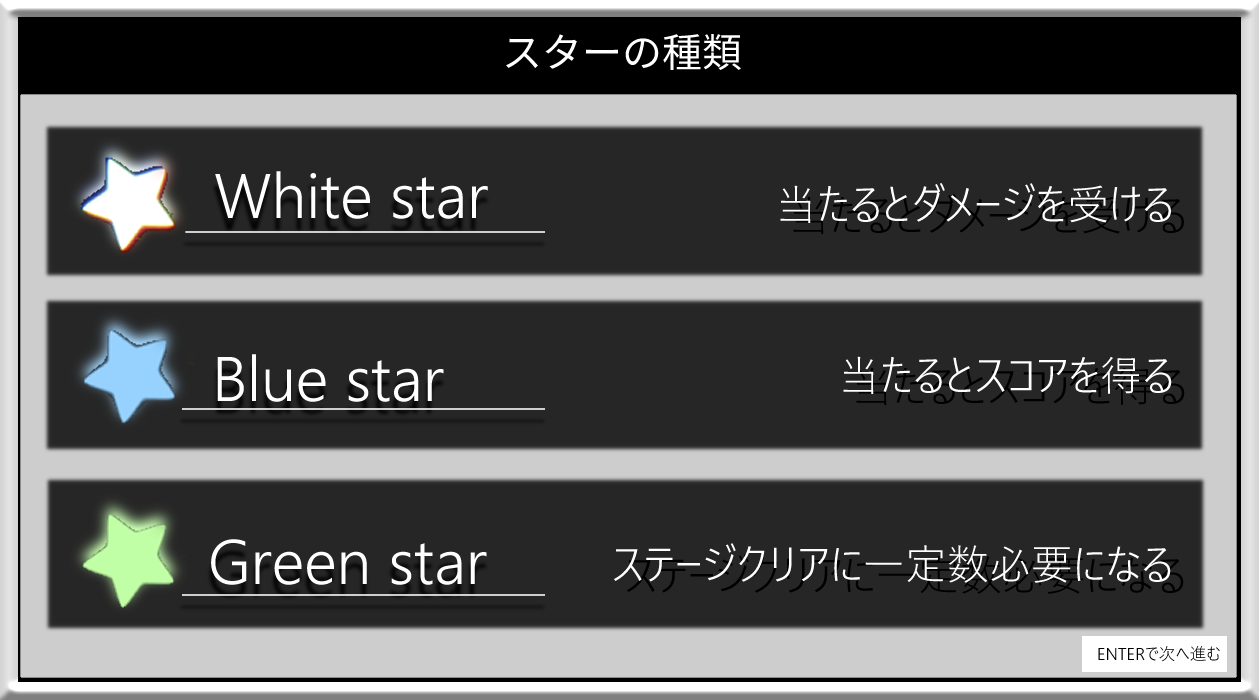 スターの種類
White star
当たるとダメージを受ける
Blue star
当たるとスコアを得る
Green star
ステージクリアに一定数必要になる
ENTERで次へ進む